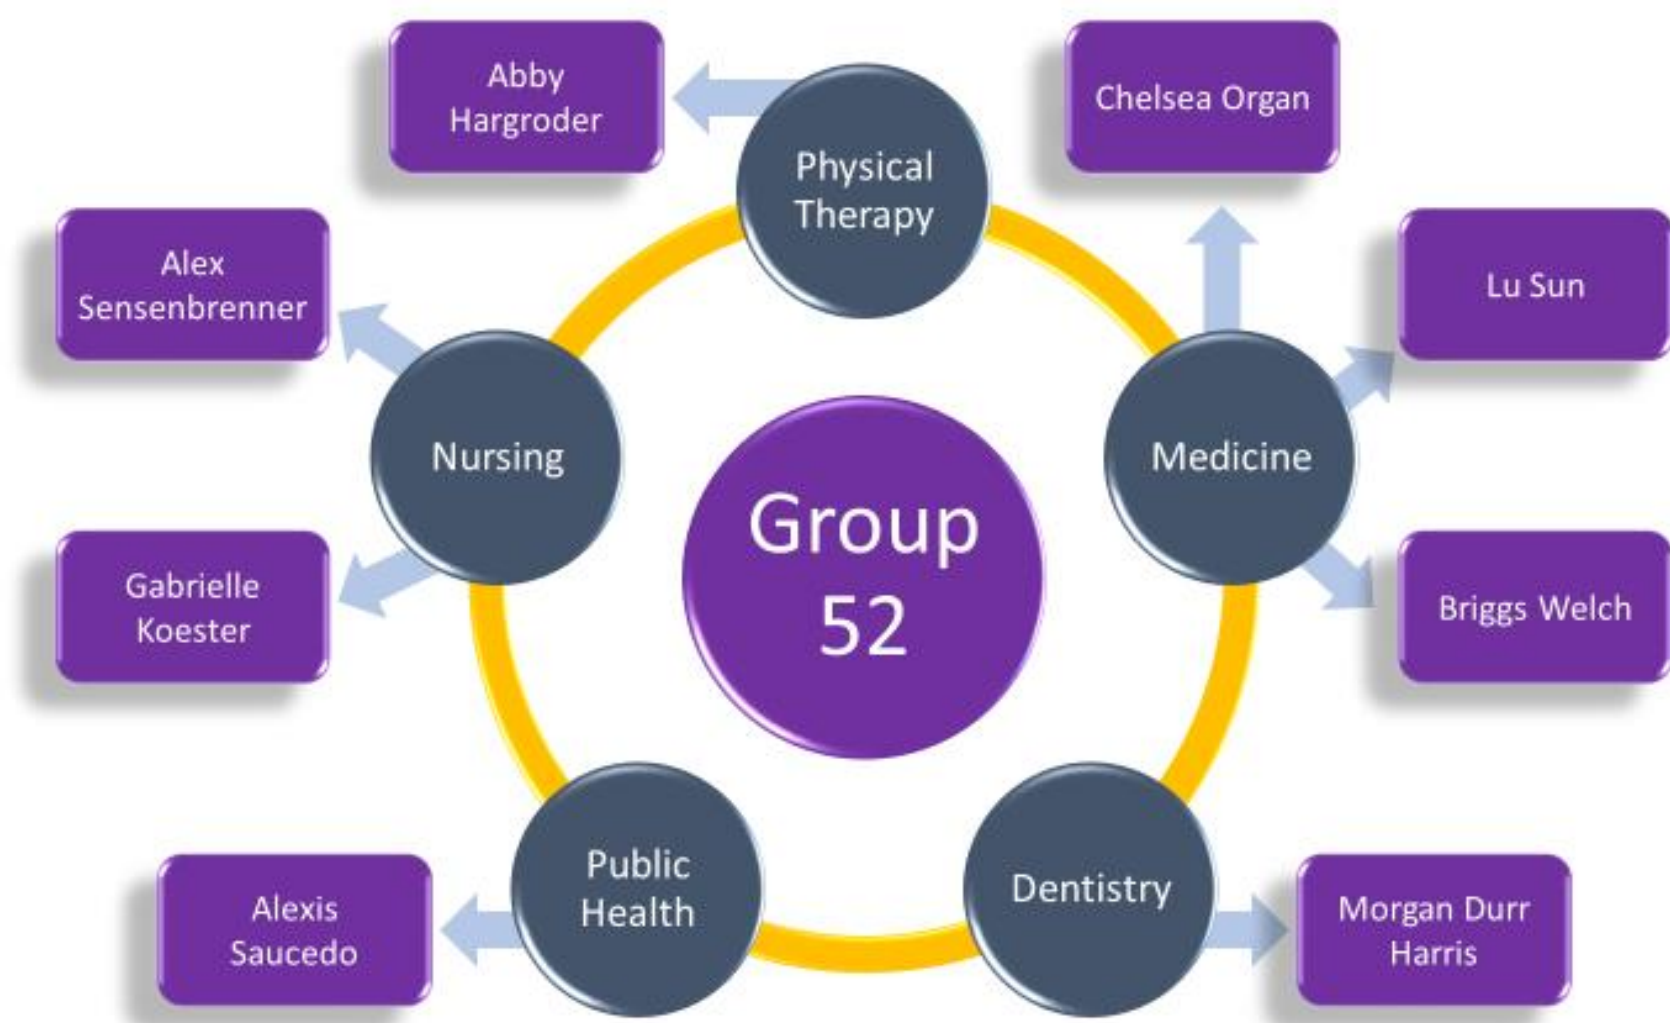 Abby
Hargroder
Chelsea Organ
Physical
Therapy
Alex
Sensenbrenner
Lu Sun
Nursing
Medicine
Group
52
Gabrielle
Koester
Briggs Welch
Public
Health
Dentistry
Alexis
Saucedo
Morgan Durr
Harris